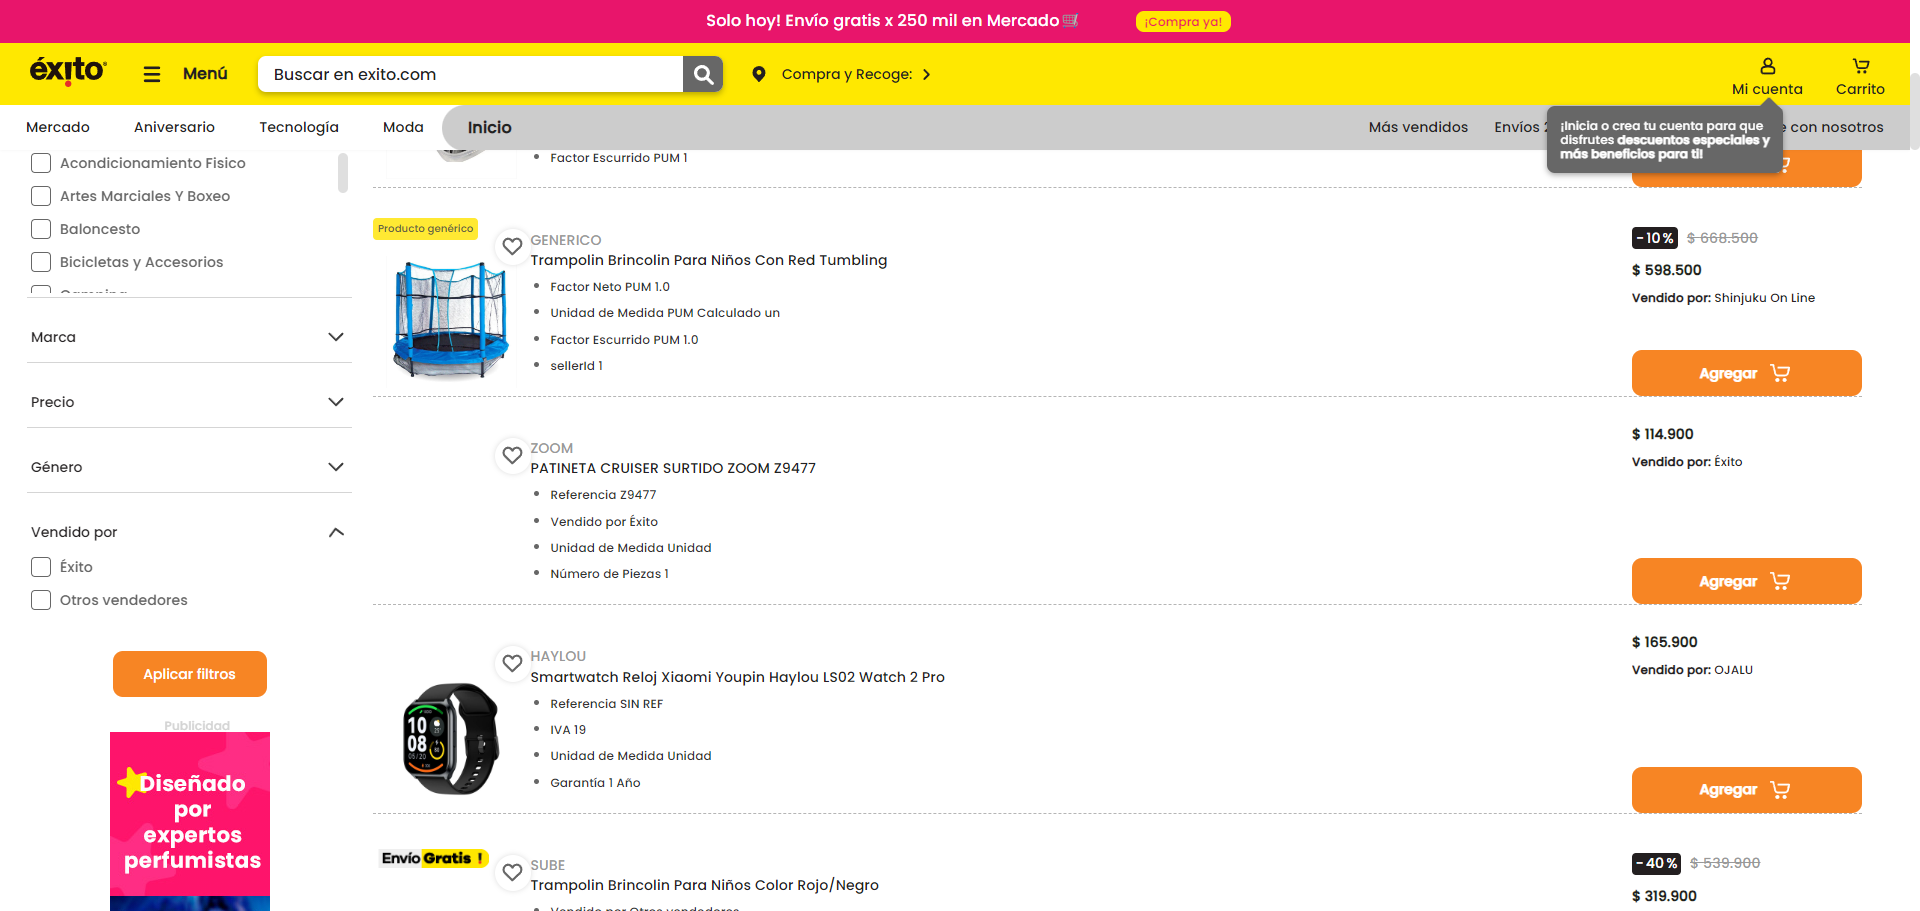 Solo hoy! Envío gratis x 250 mil en Mercado
¡Compra ya!
éxito
Menú
Buscar en exito.com
Compra y Recoge:
Mi cuenta
Carrito
Mercado
Aniversario
Tecnología
Moda
Inicio
Más vendidos
Envíos
e con nosotros
¡Inicia o crea tu cuenta para que
disfrutes descuentos especiales y
más beneficios para ti!
Acondicionamiento Fisico
Artes Marciales Y Boxeo
Baloncesto
Bicicletas y Accesorios
Marca
Precio
Género
Vendido por
Éxito
Otros vendedores
Aplicar filtros
Publicidad
Diseñado
por
expertos
perfumistas
Factor Escurrido PUM 1
Producto genérico
GENERICO
Trampolin Brincolin Para Niños Con Red Tumbling
Factor Neto PUM 1.0
Unidad de Medida PUM Calculado un
Factor Escurrido PUM 1.0
sellerId 1
-10% $ 668.500
$ 598.500
Vendido por: Shinjuku On Line
Agregar
ZOOM
PATINETA CRUISER SURTIDO ZOOM Z9477
Referencia Z9477
Vendido por Éxito
Unidad de Medida Unidad
Número de Piezas 1
$ 114.900
Vendido por: Éxito
Agregar
10
08
HAYLOU
Smartwatch Reloj Xiaomi Youpin Haylou LS02 Watch 2 Pro
Referencia SIN REF
IVA 19
Unidad de Medida Unidad
Garantía 1 Año
$ 165.900
Vendido por: OJALU
Agregar
Envío Gratis !
SUBE
Trampolin Brincolin Para Niños Color Rojo/Negro
Vendido por Otros vendedores
-40% $ 539.900
$ 319.900